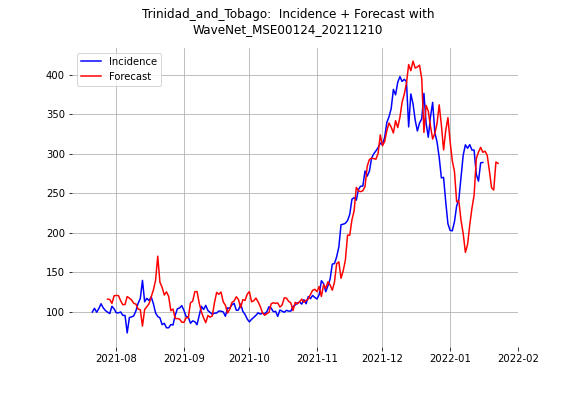 Trinidad_and_Tobago:  Incidence + Forecast with
WaveNet_MSE00124_20211210
Incidence
Forecast
400
350
300
250
200
150
100
2021-08 2021-09 2021-10 2021-11 2021-12 2022-01 2022-02